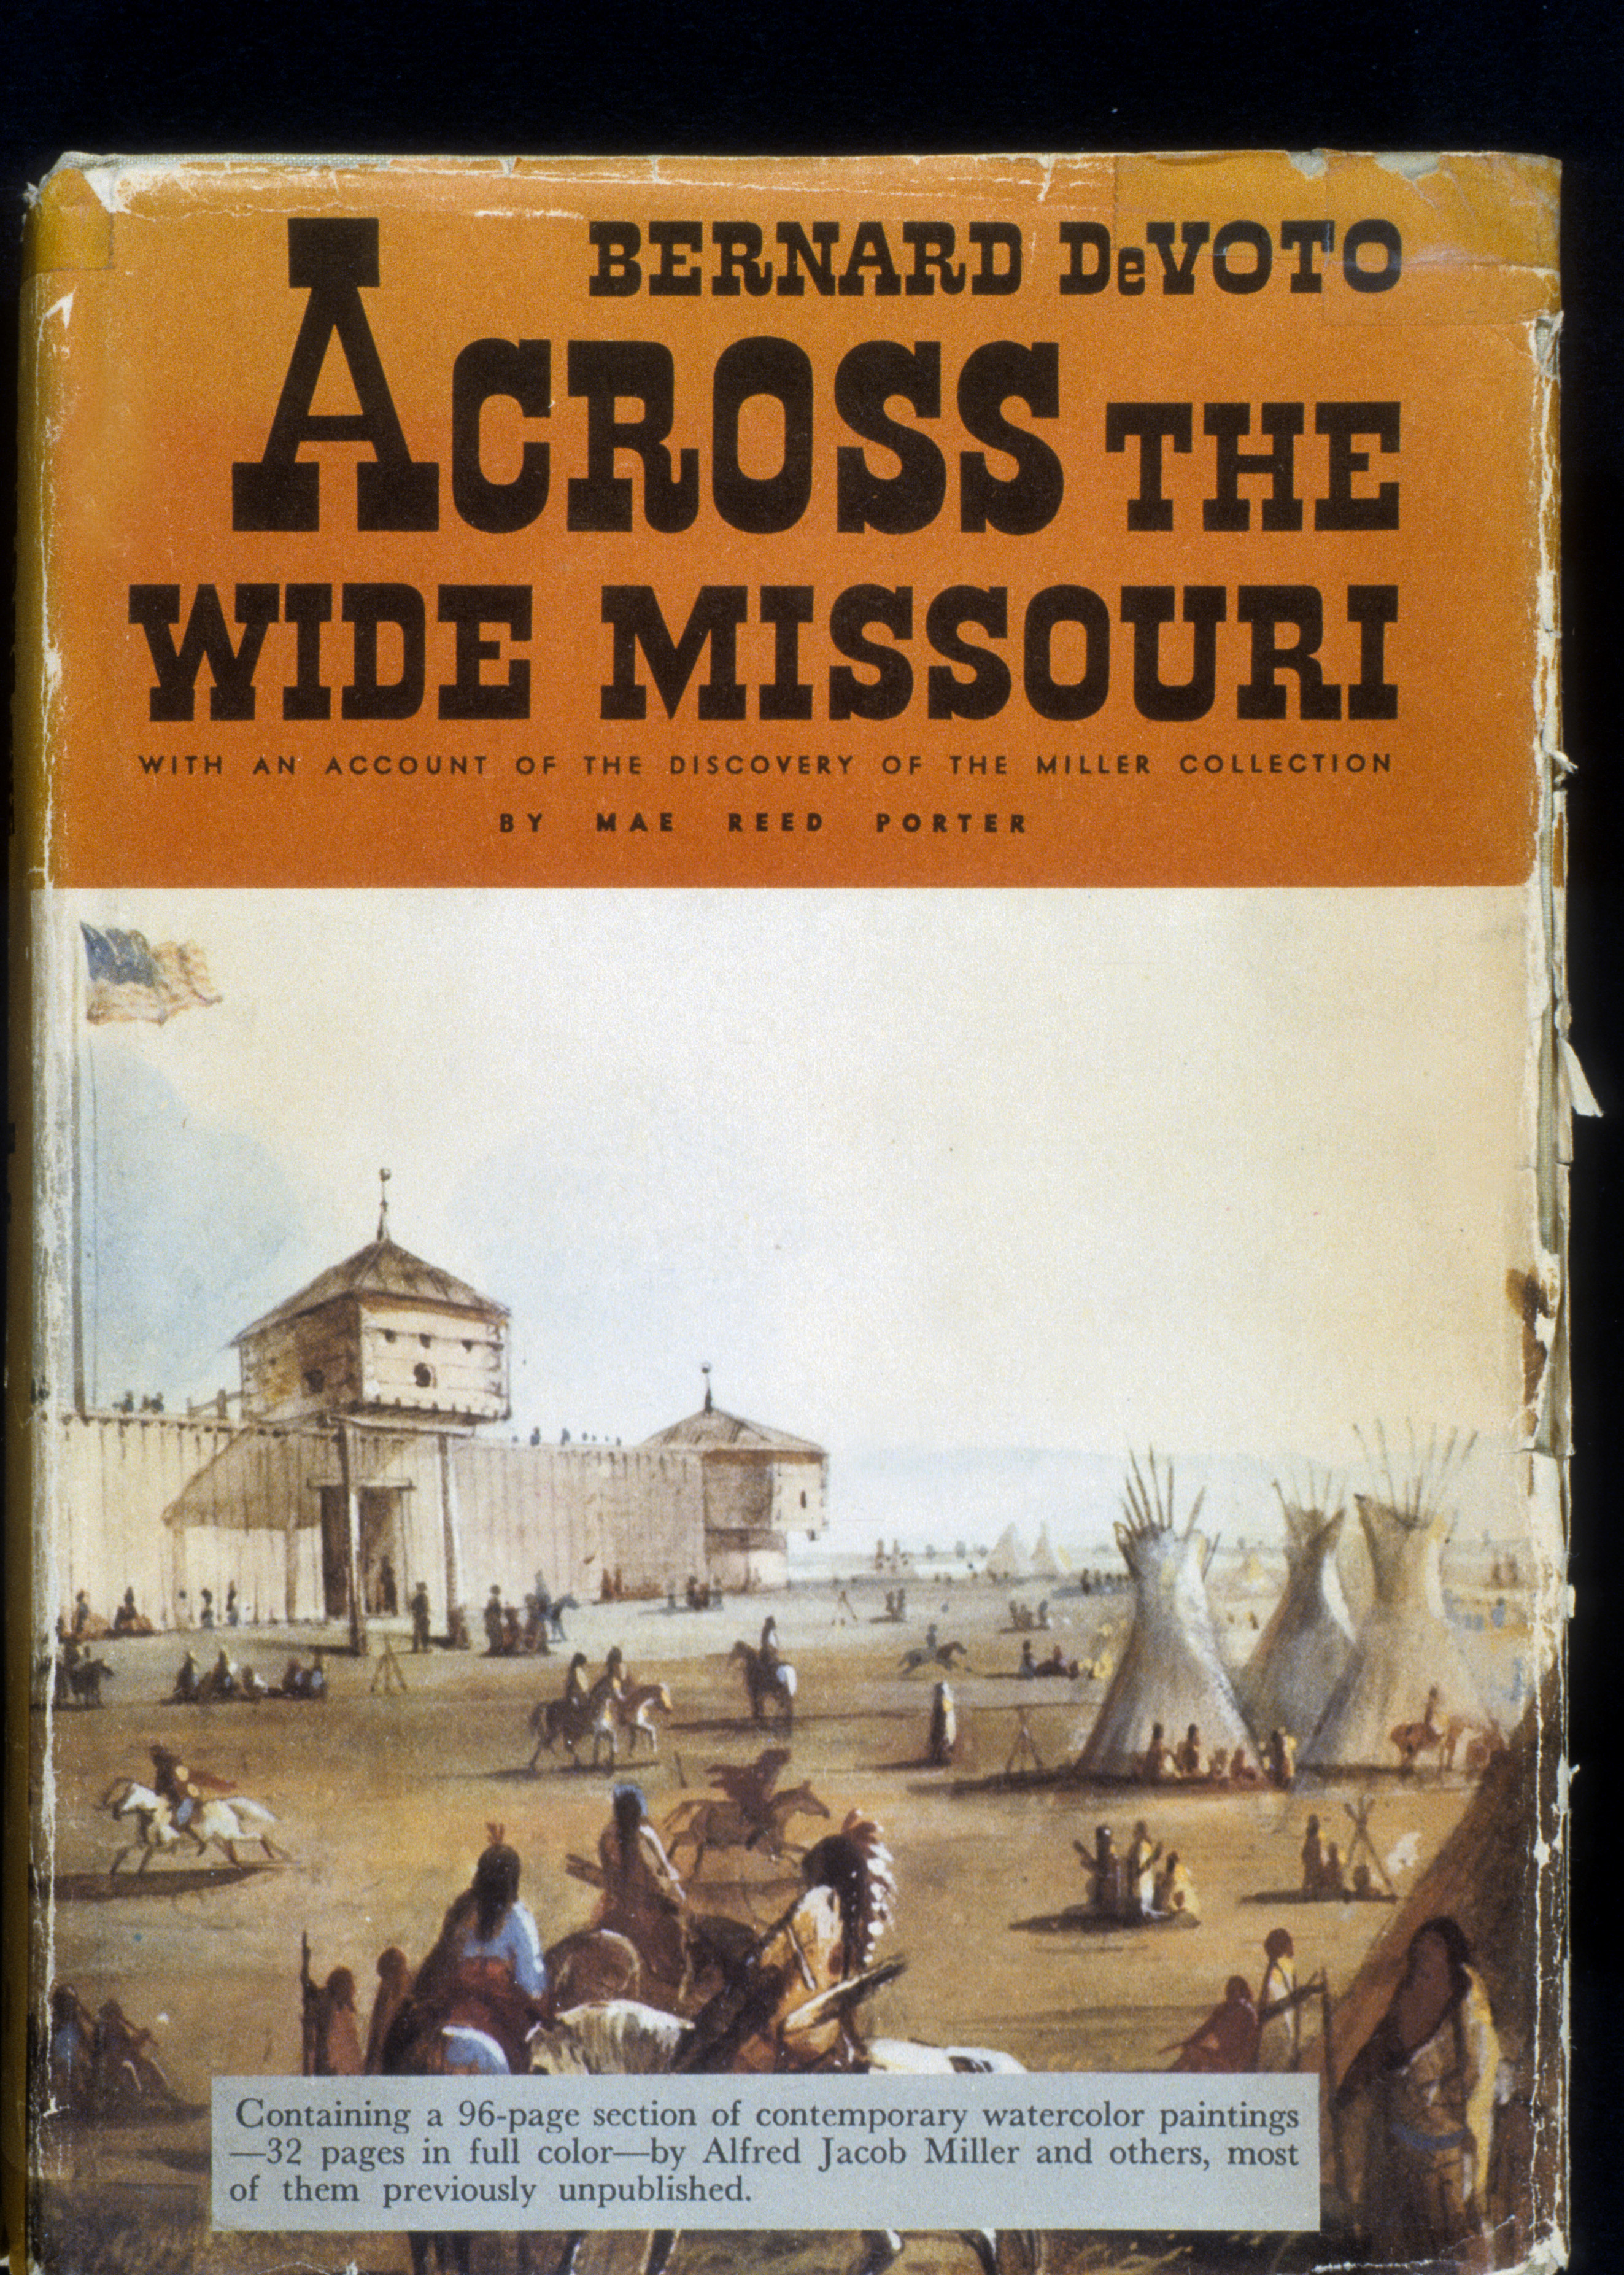 BERNARD DeVOTO
ACROSS THE
WIDE MISSOURI
WITH AN ACCOUNT OF THE DISCOVERY OF THE MILLER COLLECTION
BY MAE REED PORTER
Containing a 96-page section of contemporary watercolor paintings
—32 pages in full color—by Alfred Jacob Miller and others, most
of them previously unpublished.